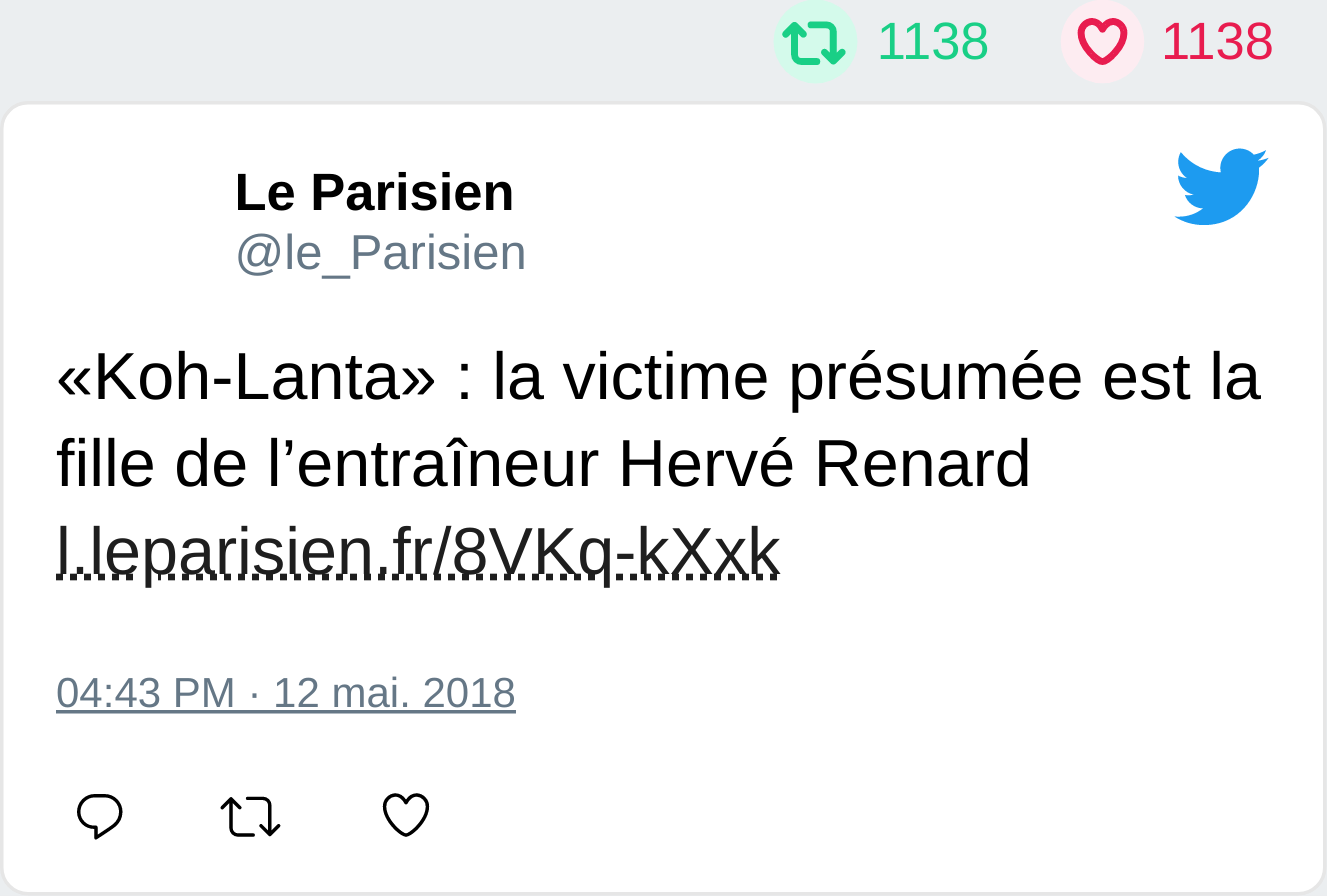 1138 1138
Le Parisien
@le_Parisien
«Koh-Lanta» : la victime présumée est la
fille de l’entraîneur Hervé Renard
l.leparisien.fr/8VKq-kXxk
04:43 PM · 12 mai. 2018